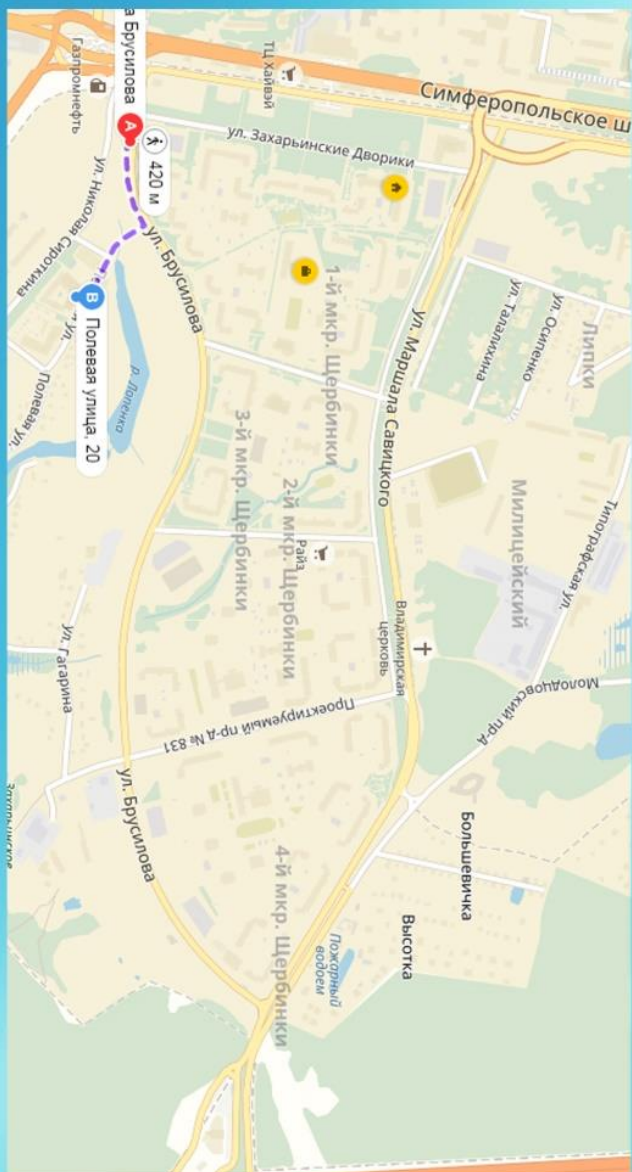 Симферопольское ш
ТЦ Хайвэй
Газпромнефть
ул. Захарьинские Дворики
а Брусилова
A
420 м
ул. Николая Сироткина
B
Полевая улица, 20
Полевая ул.
р. Лопенка
ул. Брусилова
1-й мкр. Щербинки
ул. Маршала Савицкого
ул. Талалихина
ул. Осипенко
Липки
3-й мкр. Щербинки
2-й мкр. Щербинки
Райз
Милицейский
Типографская ул.
Владимирская
церковь
Молодцовский пр-д
Проектируемый пр-д № 831
ул. Гагарина
ул. Брусилова
Захарьинское
4-й мкр. Щербинки
Большевичка
Высотка
Пожарный
водоем